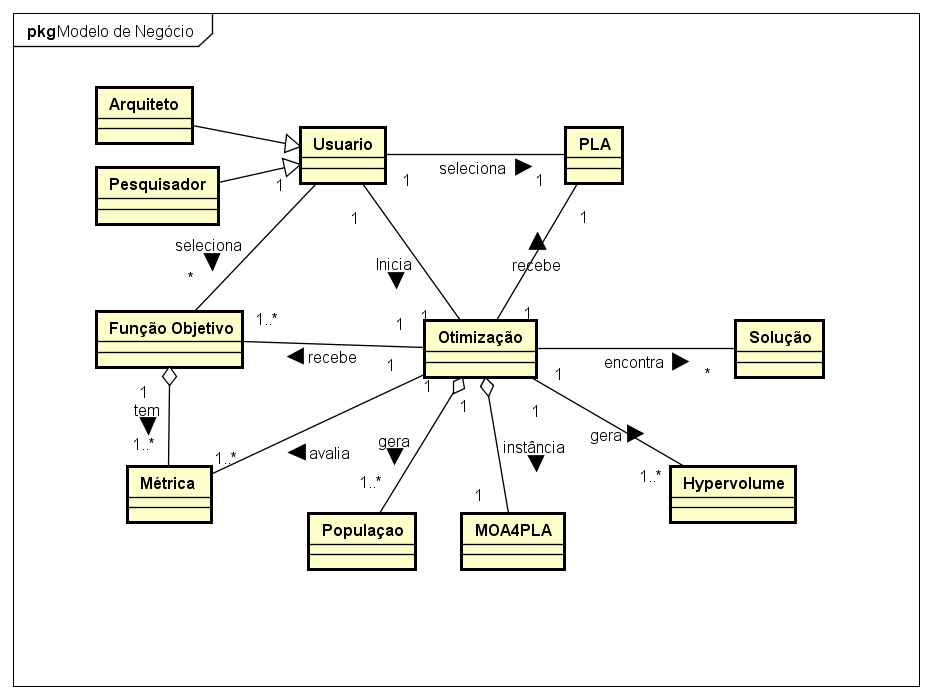 pkg Modelo de Negócio
Arquiteto
Usuario
PLA
seleciona
1
1
Pesquisador
1
1
1
seleciona
*
Inicia
recebe
Função Objetivo
1..*
1
1
1
Otimização
Solução
recebe
1
encontra
*
1
tem
1..*
1
1
1
1
gera
instância
gera
1..*
avalia
Métrica
1..*
1
1..*
Hypervolume
Populaçao
MOA4PLA